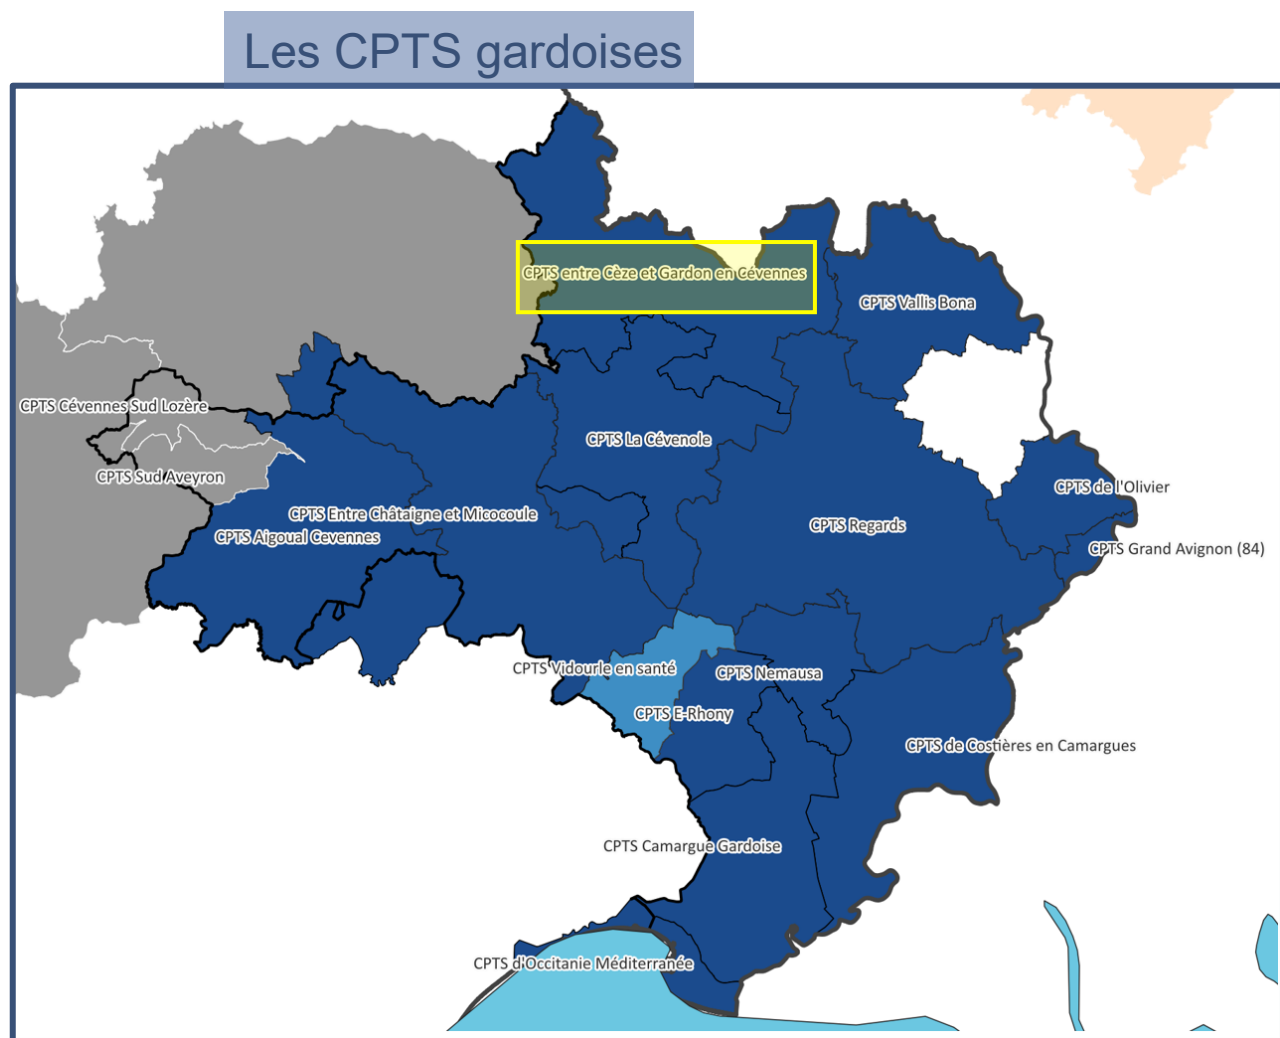 Les CPTS gardoises
CPTS entre Cèze et Gardon en Cévennes
CPTS Vallis Bona
CPTS Cévennes Sud Lozère
CPTS La Cévenole
CPTS Sud Aveyron
CPTS de l'Olivier
CPTS Entre Châtaigne et Micocoule
CPTS Regards
CPTS Aigoual Cevennes
CPTS Grand Avignon (84)
CPTS Vidourle en santé
CPTS Nemausa
CPTS E-Rhony
CPTS de Costières en Camargues
CPTS Camargue Gardoise
CPTS d'Occitanie Méditerranée